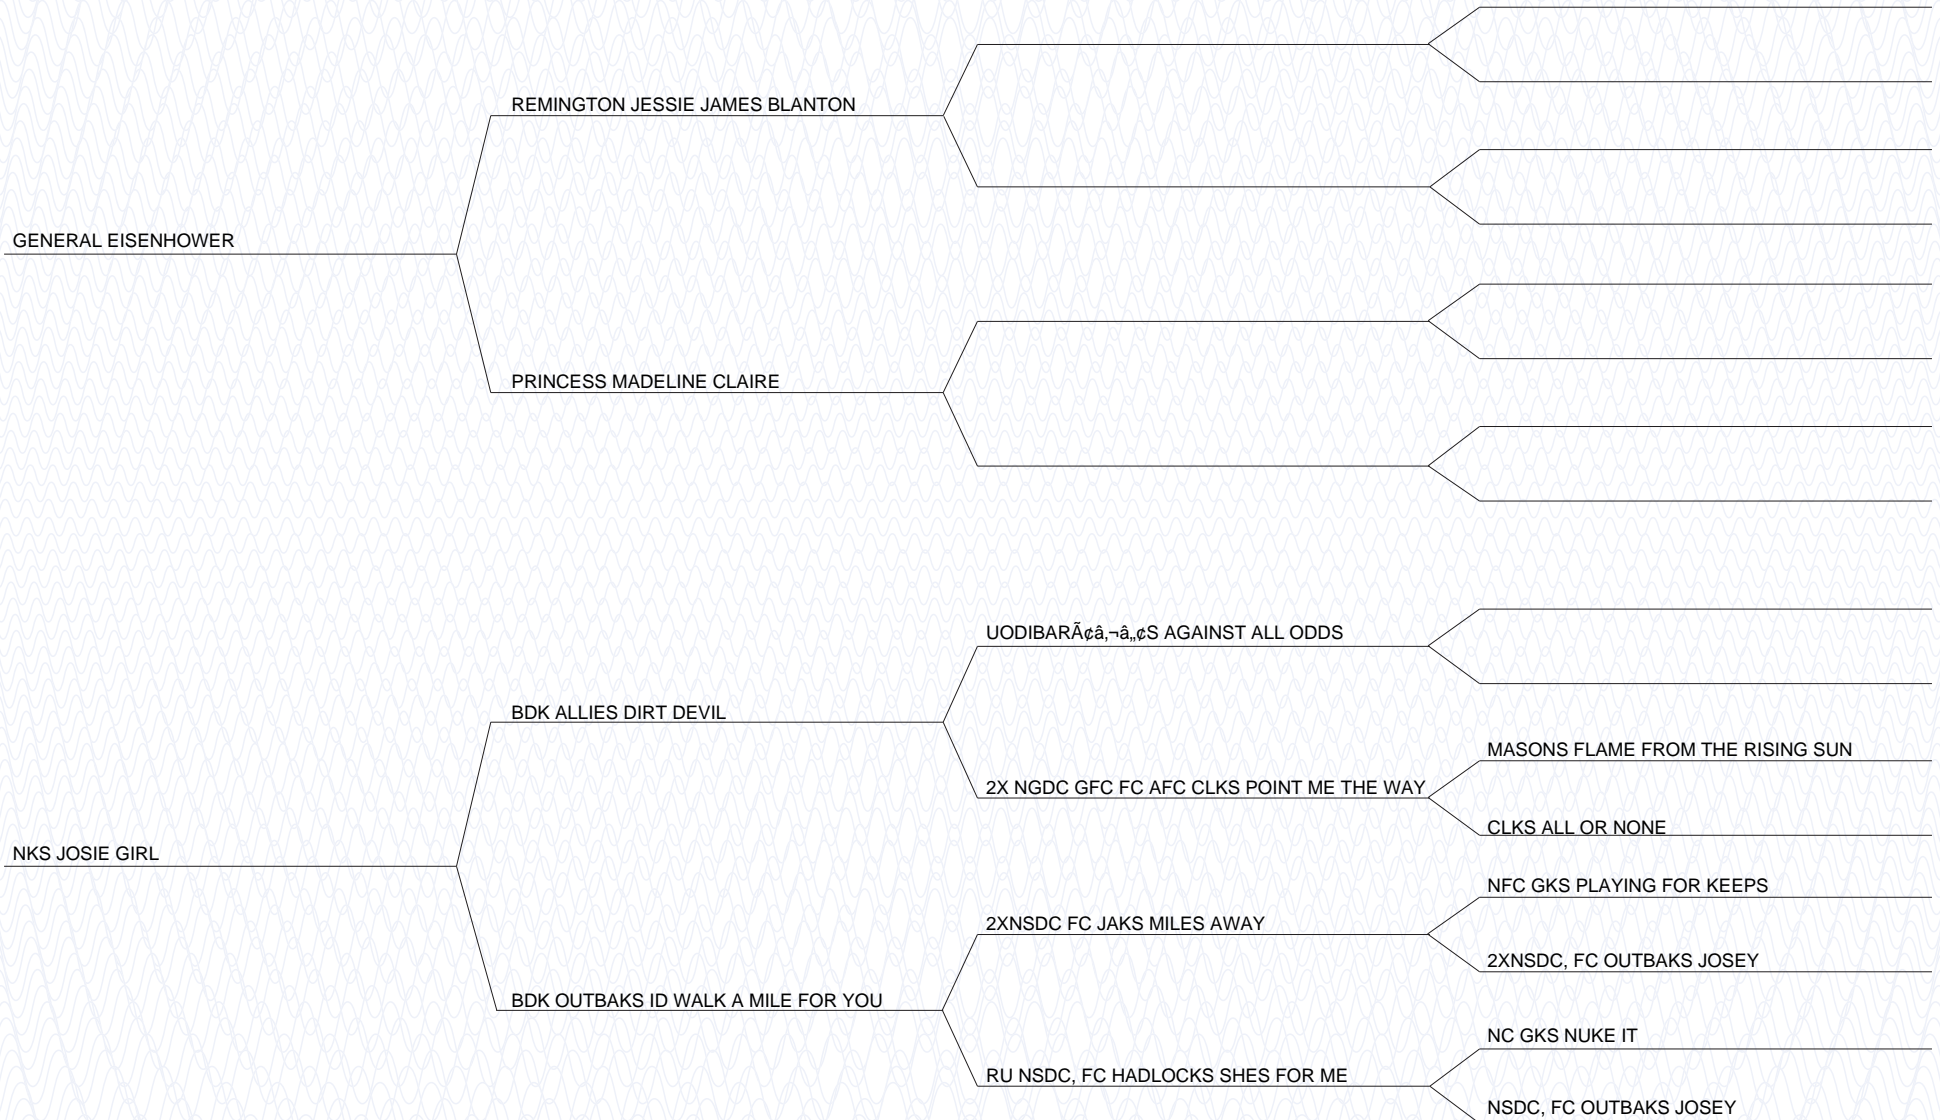 REMINGTON JESSIE JAMES BLANTON
GENERAL EISENHOWER
PRINCESS MADELINE CLAIRE
UODIBARÃ¢â‚¬â„¢S AGAINST ALL ODDS
BDK ALLIES DIRT DEVIL
MASONS FLAME FROM THE RISING SUN
2X NGDC GFC FC AFC CLKS POINT ME THE WAY
CLKS ALL OR NONE
NKS JOSIE GIRL
NFC GKS PLAYING FOR KEEPS
2XNSDC FC JAKS MILES AWAY
2XNSDC, FC OUTBAKS JOSEY
BDK OUTBAKS ID WALK A MILE FOR YOU
NC GKS NUKE IT
RU NSDC, FC HADLOCKS SHES FOR ME
NSDC, FC OUTBAKS JOSEY